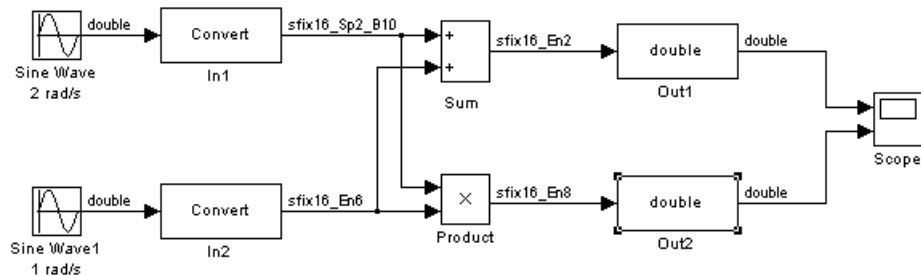 double
Convert
sfix16_Sp2_B10
+
+
sfix16_En2
double
double
Sine Wave
2 rad/s
In1
Sum
Out1
Scope
double
Convert
sfix16_En6
×
sfix16_En8
double
double
Sine Wave1
1 rad/s
In2
Product
Out2